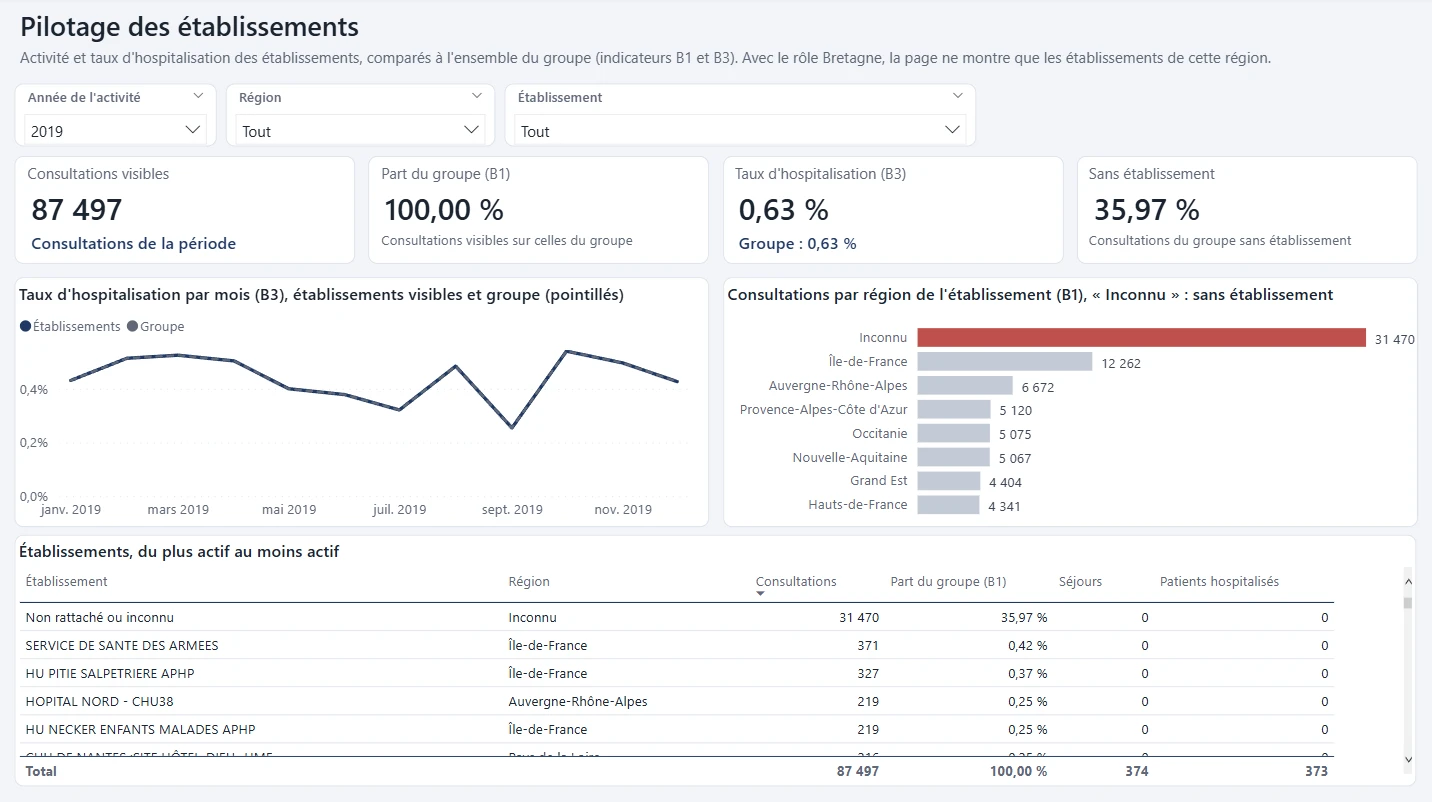 Pilotage des établissements
Activité et taux d'hospitalisation des établissements, comparés à l'ensemble du groupe (indicateurs B1 et B3). Avec le rôle Bretagne, la page ne montre que les établissements de cette région.
Année de l'activité
2019
Région
Tout
Établissement
Tout
Consultations visibles
87 497
Consultations de la période
Part du groupe (B1)
100,00 %
Consultations visibles sur celles du groupe
Taux d'hospitalisation (B3)
0,63 %
Groupe : 0,63 %
Sans établissement
35,97 %
Consultations du groupe sans établissement
Taux d'hospitalisation par mois (B3), établissements visibles et groupe (pointillés)
Établissements Groupe
0,4%
0,2%
0,0%
janv. 2019 mars 2019 mai 2019 juil. 2019 sept. 2019 nov. 2019
Consultations par région de l'établissement (B1), « Inconnu » : sans établissement
Inconnu 31 470
Île-de-France 12 262
Auvergne-Rhône-Alpes 6 672
Provence-Alpes-Côte d'Azur 5 120
Occitanie 5 075
Nouvelle-Aquitaine 5 067
Grand Est 4 404
Hauts-de-France 4 341
Établissements, du plus actif au moins actif
Établissement Région Consultations Part du groupe (B1) Séjours Patients hospitalisés
Non rattaché ou inconnu Inconnu 31 470 35,97 % 0 0
SERVICE DE SANTE DES ARMEES Île-de-France 371 0,42 % 0 0
HU PITIE SALPETRIERE APHP Île-de-France 327 0,37 % 0 0
HOPITAL NORD - CHU38 Auvergne-Rhône-Alpes 219 0,25 % 0 0
HU NECKER ENFANTS MALADES APHP Île-de-France 219 0,25 % 0 0
Total 87 497 100,00 % 374 373